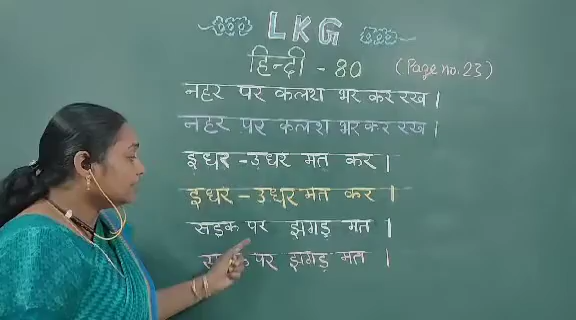 LKG
हिन्दी - 80 (Page no. 23)
नहर पर कलश भर कर रख।
नहर पर कलश भर कर रख।
इधर - उधर मत कर।
इधर - उधर मत कर।
सड़क पर झगड़ मत।
पर झगड़ मत।